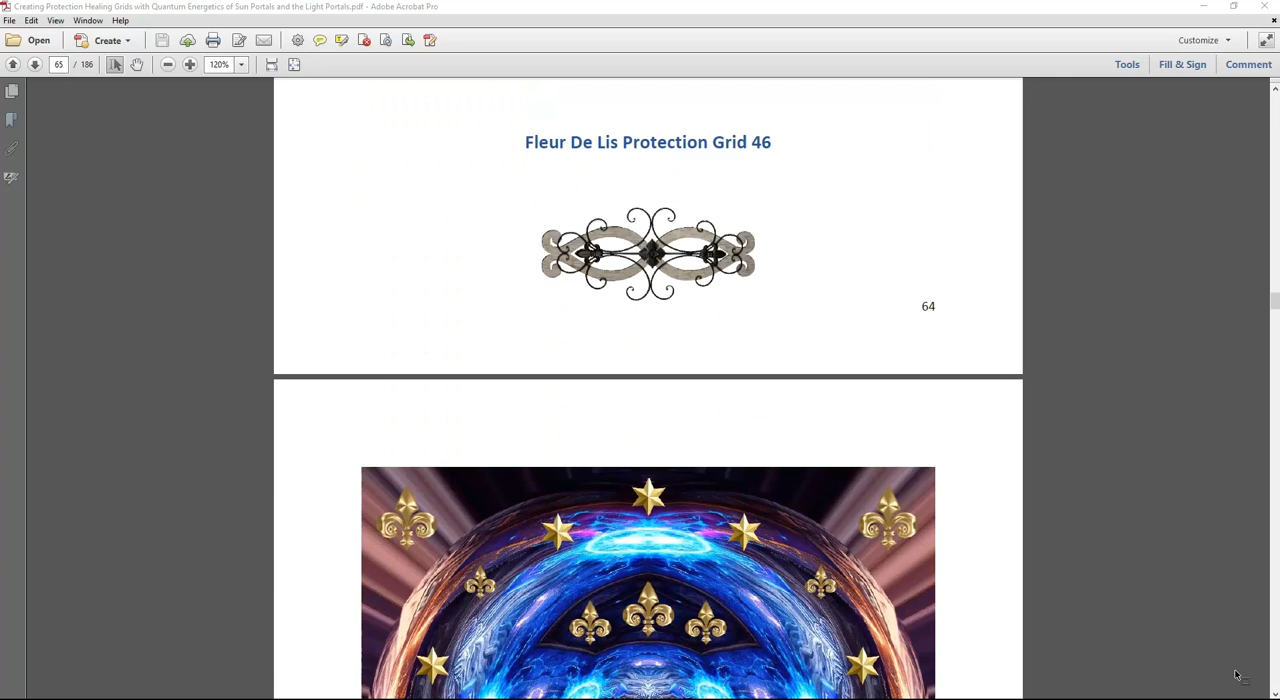 Creating Protection Healing Grids with Quantum Energetics of Sun Portals and the Light Portals.pdf - Adobe Acrobat Pro
File Edit View Window Help
Open Create Customize
65 / 186 120% Tools Fill & Sign Comment
Fleur De Lis Protection Grid 46
64